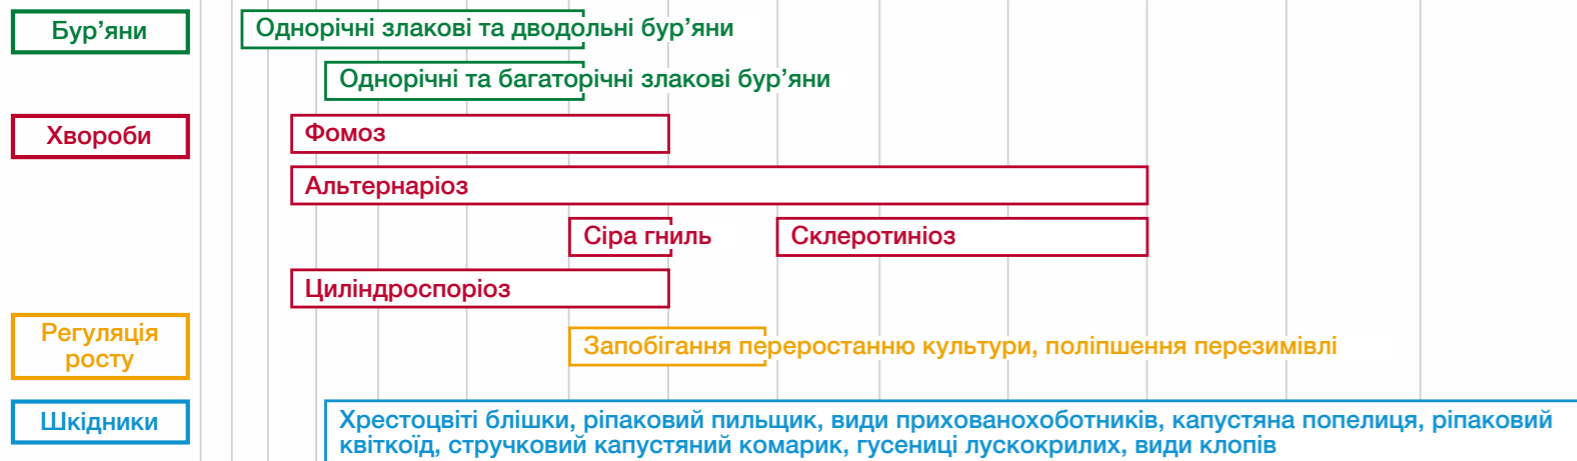 Бур’яни
Однорічні злакові та дводольні бур’яни
Однорічні та багаторічні злакові бур’яни
Хвороби
Фомоз
Альтернаріоз
Сіра гниль
Склеротиніоз
Циліндроспоріоз
Регуляція
росту
Запобігання переростанню культури, поліпшення перезимівлі
Шкідники
Хрестоцвіті блішки, ріпаковий пильщик, види прихованохоботників, капустяна попелиця, ріпаковий
квіткоїд, стручковий капустяний комарик, гусениці лускокрилих, види клопів